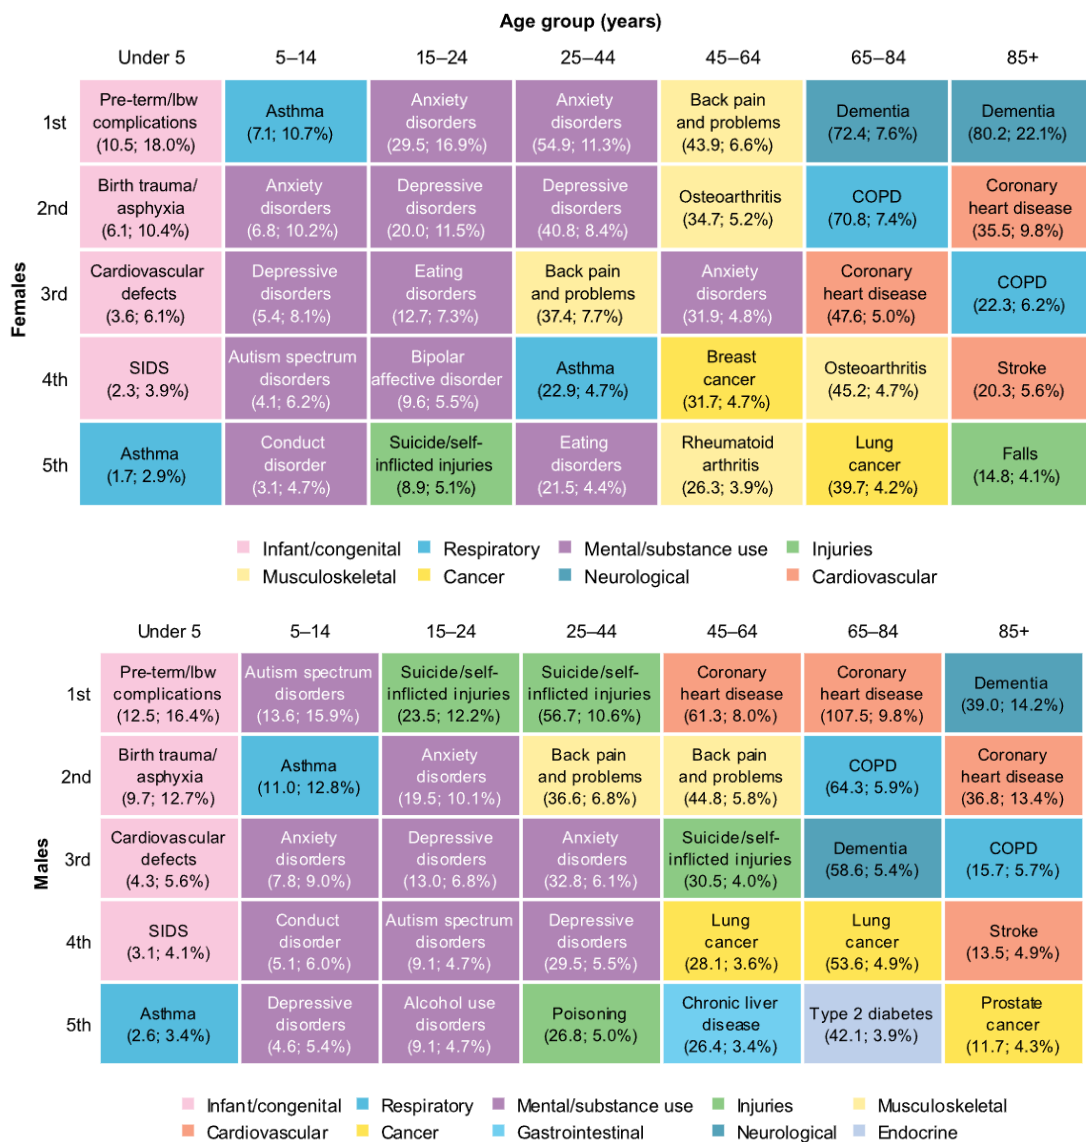 Age group (years)
Under 5 5–14 15–24 25–44 45–64 65–84 85+
Females
1st
Pre-term/lbw
complications
(10.5; 18.0%)
Asthma
(7.1; 10.7%)
Anxiety
disorders
(29.5; 16.9%)
Anxiety
disorders
(54.9; 11.3%)
Back pain
and problems
(43.9; 6.6%)
Dementia
(72.4; 7.6%)
Dementia
(80.2; 22.1%)
2nd
Birth trauma/
asphyxia
(6.1; 10.4%)
Anxiety
disorders
(6.8; 10.2%)
Depressive
disorders
(20.0; 11.5%)
Depressive
disorders
(40.8; 8.4%)
Osteoarthritis
(34.7; 5.2%)
COPD
(70.8; 7.4%)
Coronary
heart disease
(35.5; 9.8%)
3rd
Cardiovascular
defects
(3.6; 6.1%)
Depressive
disorders
(5.4; 8.1%)
Eating
disorders
(12.7; 7.3%)
Back pain
and problems
(37.4; 7.7%)
Anxiety
disorders
(31.9; 4.8%)
Coronary
heart disease
(47.6; 5.0%)
COPD
(22.3; 6.2%)
4th
SIDS
(2.3; 3.9%)
Autism spectrum
disorders
(4.1; 6.2%)
Bipolar
affective disorder
(9.6; 5.5%)
Asthma
(22.9; 4.7%)
Breast
cancer
(31.7; 4.7%)
Osteoarthritis
(45.2; 4.7%)
Stroke
(20.3; 5.6%)
5th
Asthma
(1.7; 2.9%)
Conduct
disorder
(3.1; 4.7%)
Suicide/self-
inflicted injuries
(8.9; 5.1%)
Eating
disorders
(21.5; 4.4%)
Rheumatoid
arthritis
(26.3; 3.9%)
Lung
cancer
(39.7; 4.2%)
Falls
(14.8; 4.1%)
Infant/congenital Respiratory Mental/substance use Injuries
Musculoskeletal Cancer Neurological Cardiovascular
Under 5 5–14 15–24 25–44 45–64 65–84 85+
Males
1st
Pre-term/lbw
complications
(12.5; 16.4%)
Autism spectrum
disorders
(13.6; 15.9%)
Suicide/self-
inflicted injuries
(23.5; 12.2%)
Suicide/self-
inflicted injuries
(56.7; 10.6%)
Coronary
heart disease
(61.3; 8.0%)
Coronary
heart disease
(107.5; 9.8%)
Dementia
(39.0; 14.2%)
2nd
Birth trauma/
asphyxia
(9.7; 12.7%)
Asthma
(11.0; 12.8%)
Anxiety
disorders
(19.5; 10.1%)
Back pain
and problems
(36.6; 6.8%)
Back pain
and problems
(44.8; 5.8%)
COPD
(64.3; 5.9%)
Coronary
heart disease
(36.8; 13.4%)
3rd
Cardiovascular
defects
(4.3; 5.6%)
Anxiety
disorders
(7.8; 9.0%)
Depressive
disorders
(13.0; 6.8%)
Anxiety
disorders
(32.8; 6.1%)
Suicide/self-
inflicted injuries
(30.5; 4.0%)
Dementia
(58.6; 5.4%)
COPD
(15.7; 5.7%)
4th
SIDS
(3.1; 4.1%)
Conduct
disorder
(5.1; 6.0%)
Autism spectrum
disorders
(9.1; 4.7%)
Depressive
disorders
(29.5; 5.5%)
Lung
cancer
(28.1; 3.6%)
Lung
cancer
(53.6; 4.9%)
Stroke
(13.5; 4.9%)
5th
Asthma
(2.6; 3.4%)
Depressive
disorders
(4.6; 5.4%)
Alcohol use
disorders
(9.1; 4.7%)
Poisoning
(26.8; 5.0%)
Chronic liver
disease
(26.4; 3.4%)
Type 2 diabetes
(42.1; 3.9%)
Prostate
cancer
(11.7; 4.3%)
Infant/congenital Respiratory Mental/substance use Injuries Musculoskeletal
Cardiovascular Cancer Gastrointestinal Neurological Endocrine